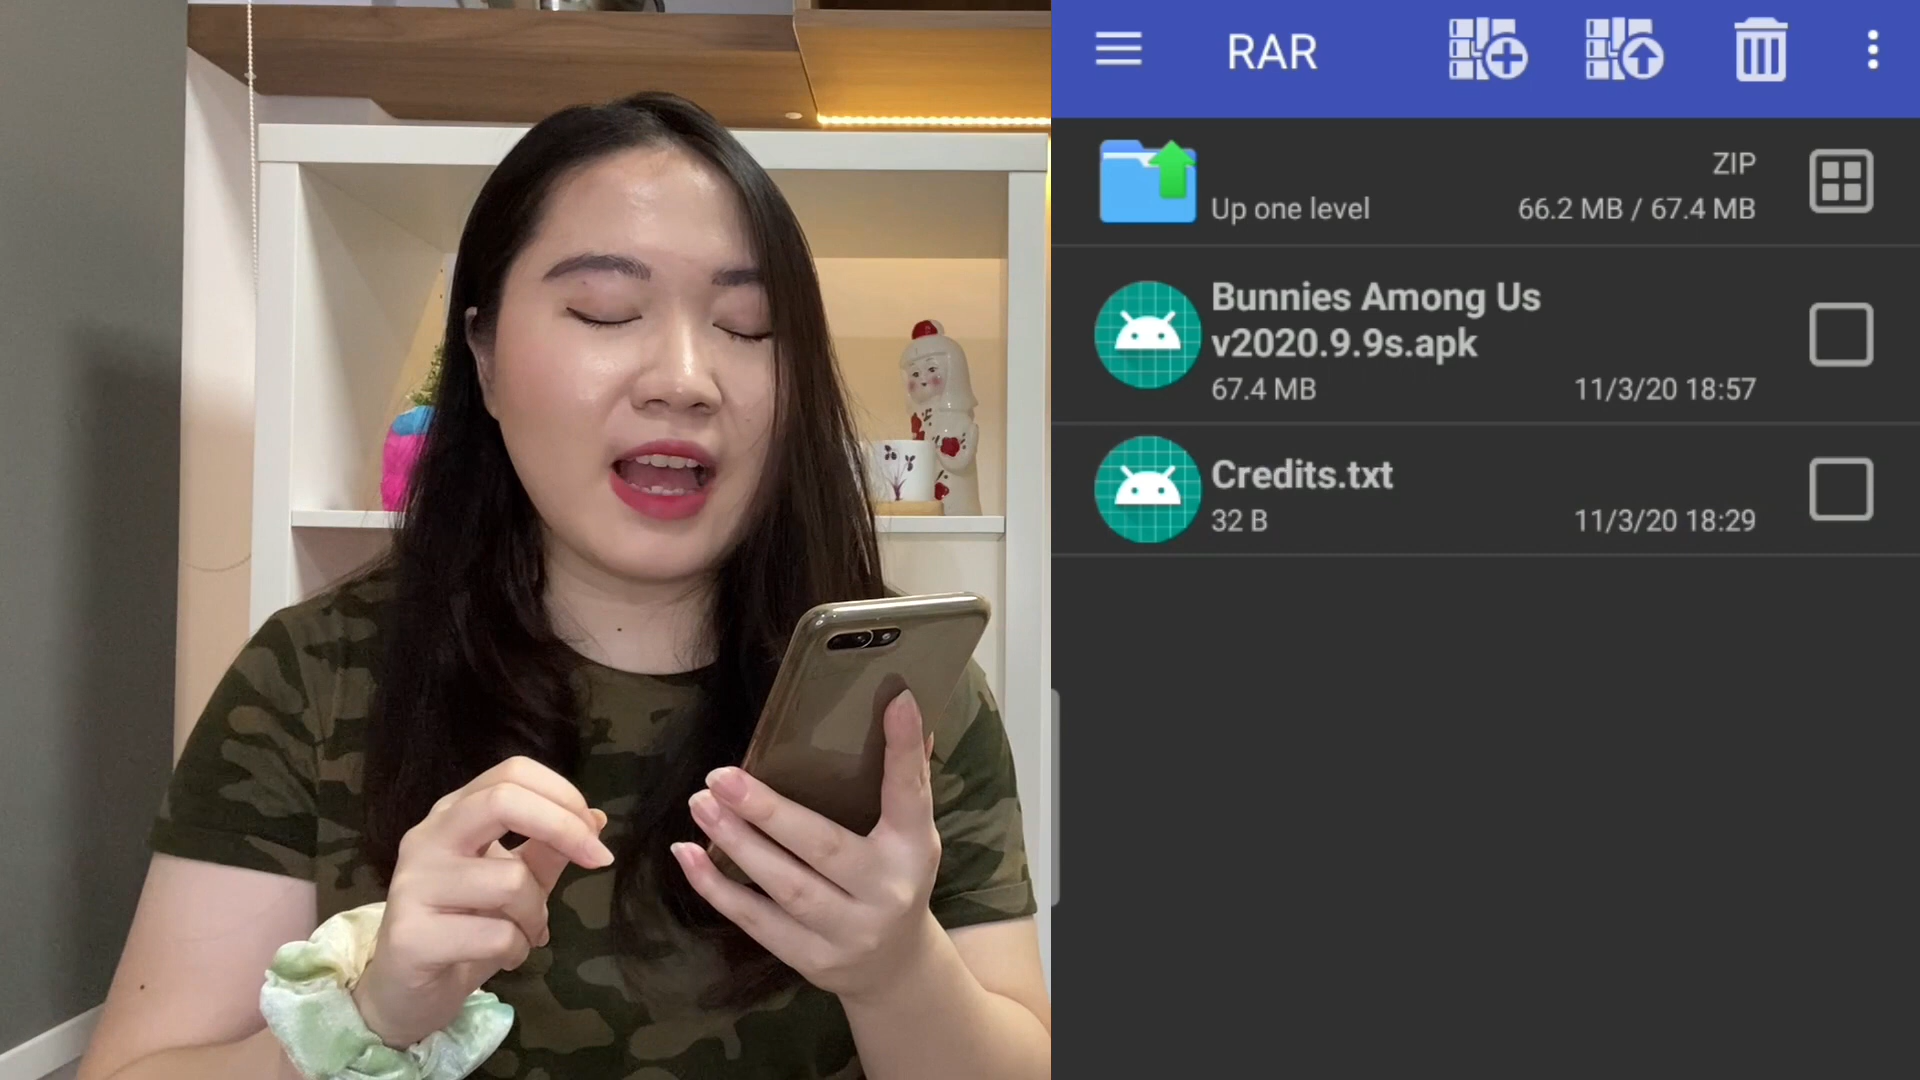 RAR
ZIP
Up one level
66.2 MB / 67.4 MB
Bunnies Among Us
v2020.9.9s.apk
67.4 MB
11/3/20 18:57
Credits.txt
32 B
11/3/20 18:29